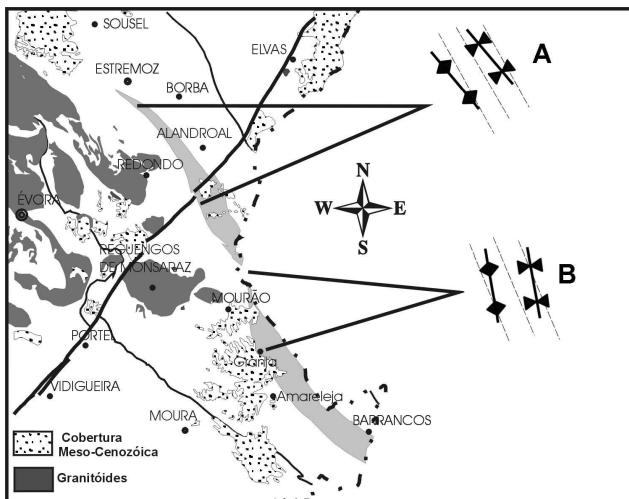 SOUSEL
ELVAS
A
ESTREMOZ
BORBA
ALANDROAL
REDONDO
N
W E
S
ÉVORA
REGUENGOS
DE MONSARAZ
B
MOURÃO
PORTEL
Granja
VIDIGUEIRA
Amareleja
MOURA
BARRANCOS
Cobertura
Meso-Cenozóica
Granitóides